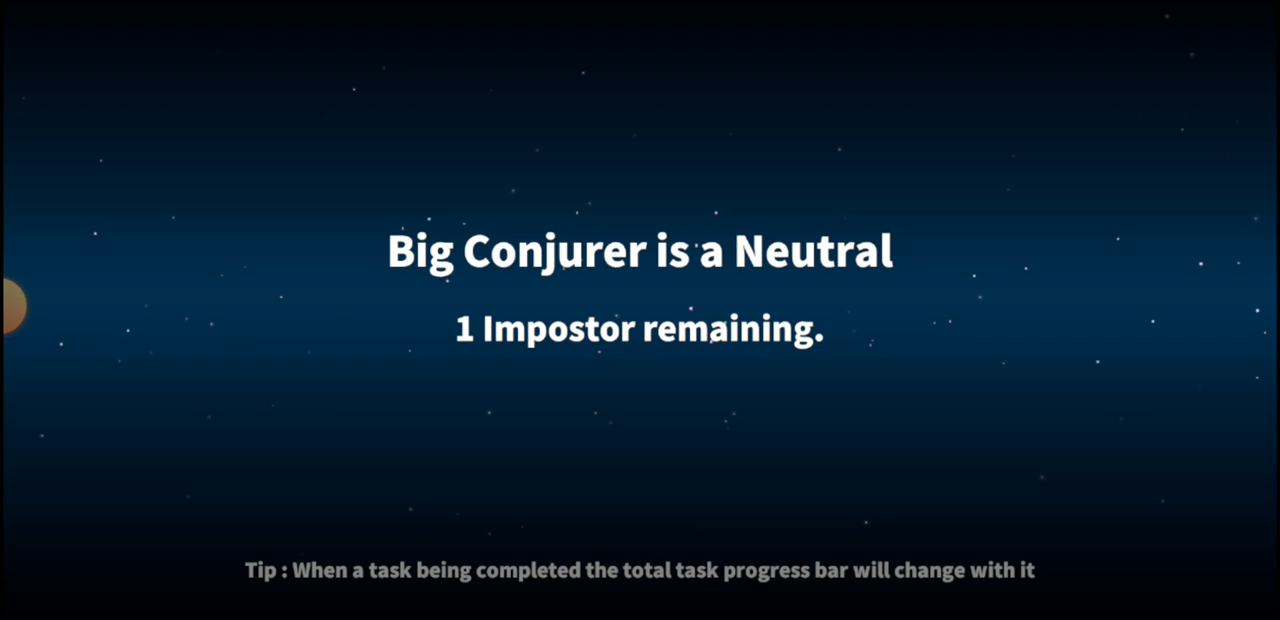 Big Conjurer is a Neutral
1 Impostor remaining.
Tip : When a task being completed the total task progress bar will change with it